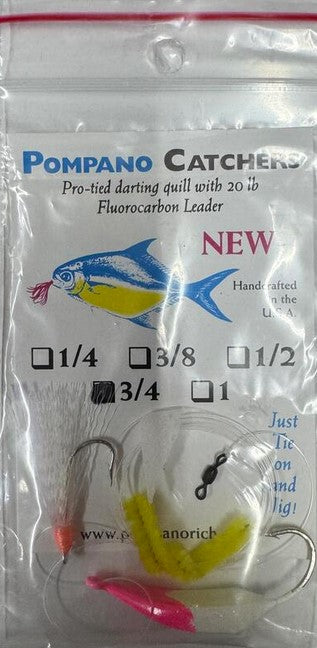 POMPANO CATCHERS
Pro-tied darting quill with 20 lb
Fluorocarbon Leader
NEW
Handcrafted
in the
U.S.A.
1/4 3/8 1/2
3/4 1
Just
Tie
on
and
Jig!